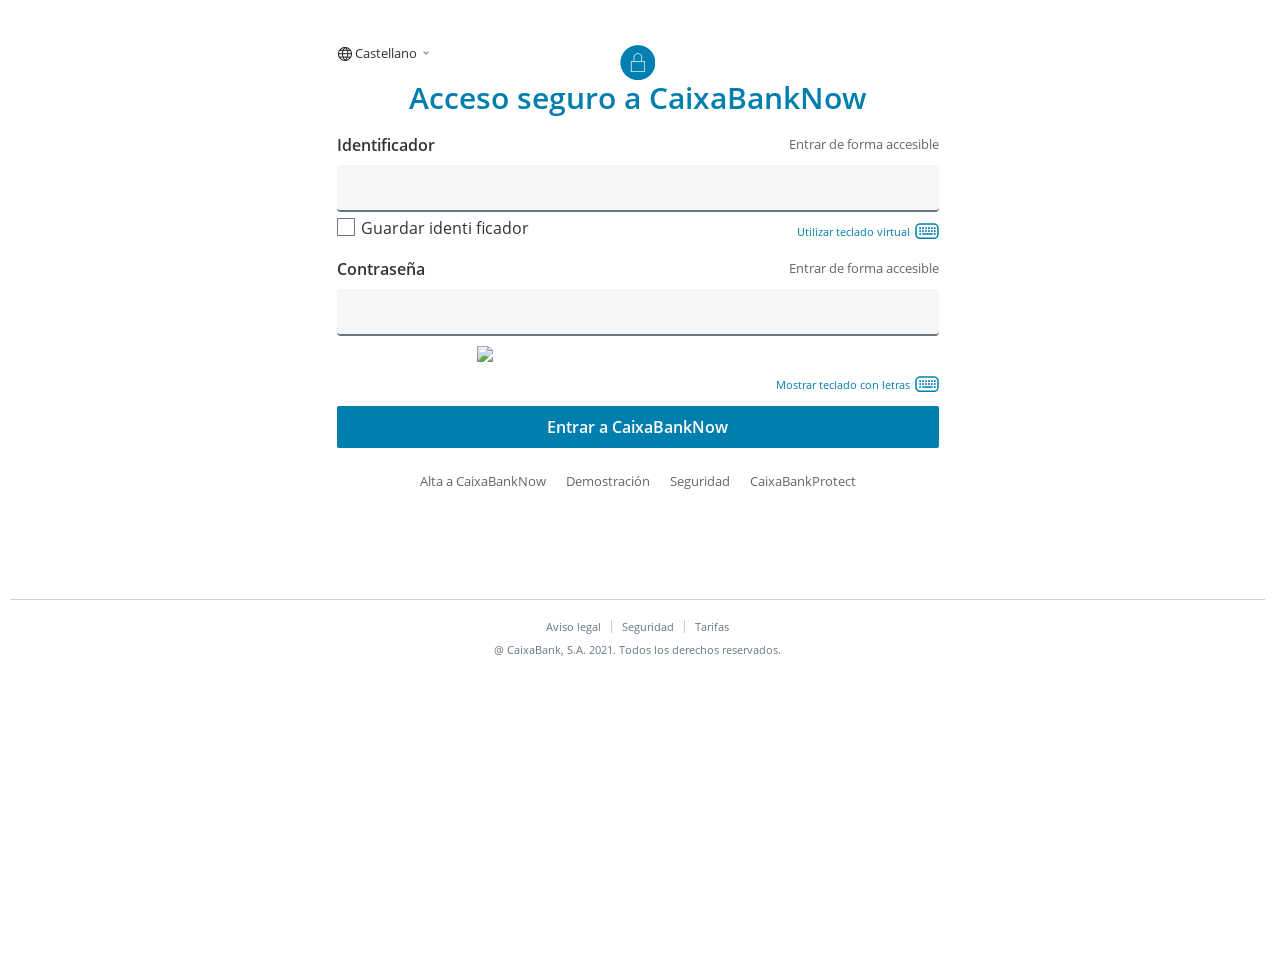 Castellano
Acceso seguro a CaixaBankNow
Identificador
Entrar de forma accesible
Guardar identi ficador
Utilizar teclado virtual
Contraseña
Entrar de forma accesible
Mostrar teclado con letras
Entrar a CaixaBankNow
Alta a CaixaBankNow Demostración Seguridad CaixaBankProtect
Aviso legal Seguridad Tarifas
@ CaixaBank, S.A. 2021. Todos los derechos reservados.